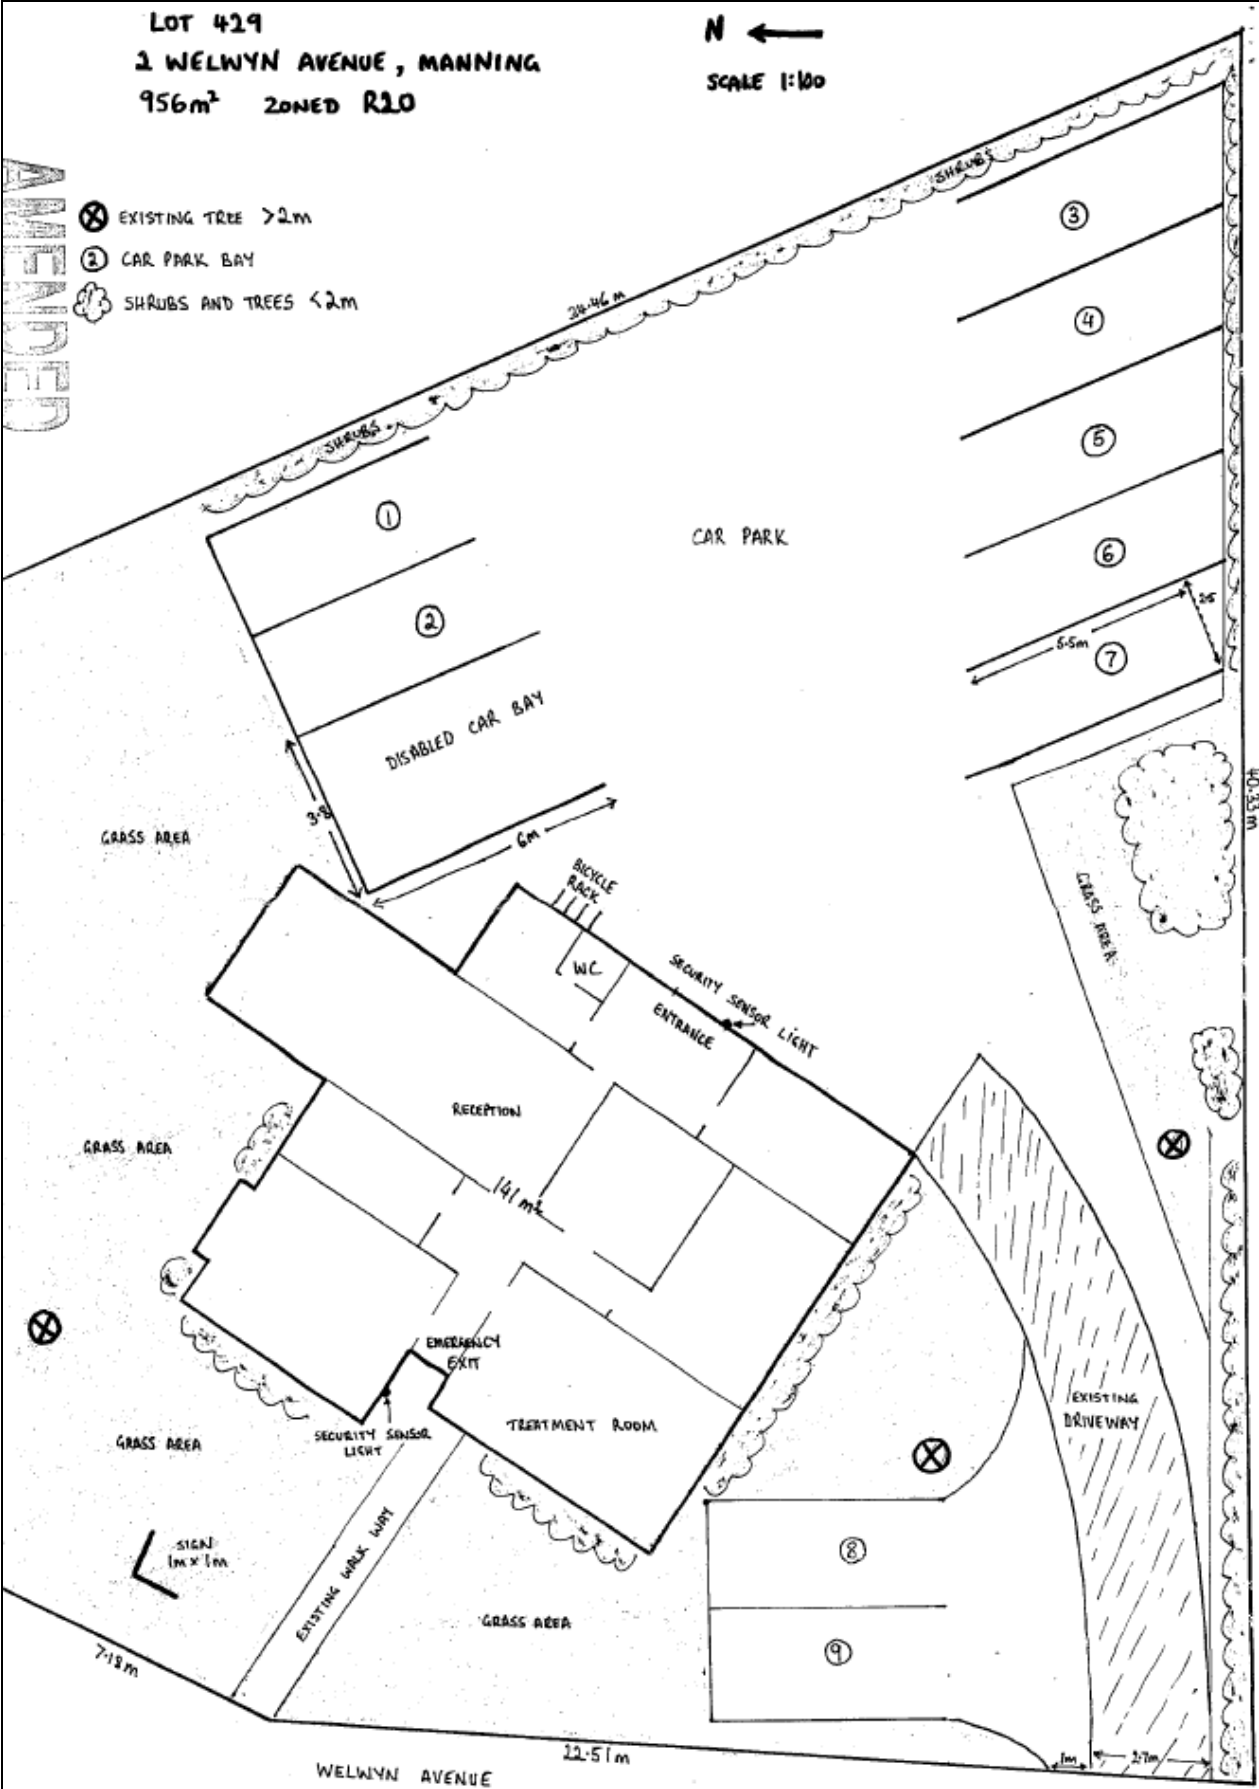 LOT 429
2 WELWYN AVENUE, MANNING
956m² ZONED R20
N
SCALE 1:100
AMENDED
EXISTING TREE >2m
② CAR PARK BAY
SHRUBS AND TREES <2m
SHRUBS
24.46 m
SHRUBS
③
④
⑤
⑥
⑦
5.5m
25
①
②
CAR PARK
DISABLED CAR BAY
3.8
6m
GRASS AREA
40.33 m
BICYCLE
RACK
WC
SECURITY SENSOR LIGHT
ENTRANCE
GRASS AREA
RECEPTION
GRASS AREA
141m²
EMERGENCY
EXIT
TREATMENT ROOM
EXISTING
DRIVEWAY
SECURITY SENSOR
LIGHT
GRASS AREA
SIGN
1m x 1m
EXISTING WALK WAY
GRASS AREA
⑧
⑨
7.18m
22.51m
1m
2.7m
WELWYN AVENUE